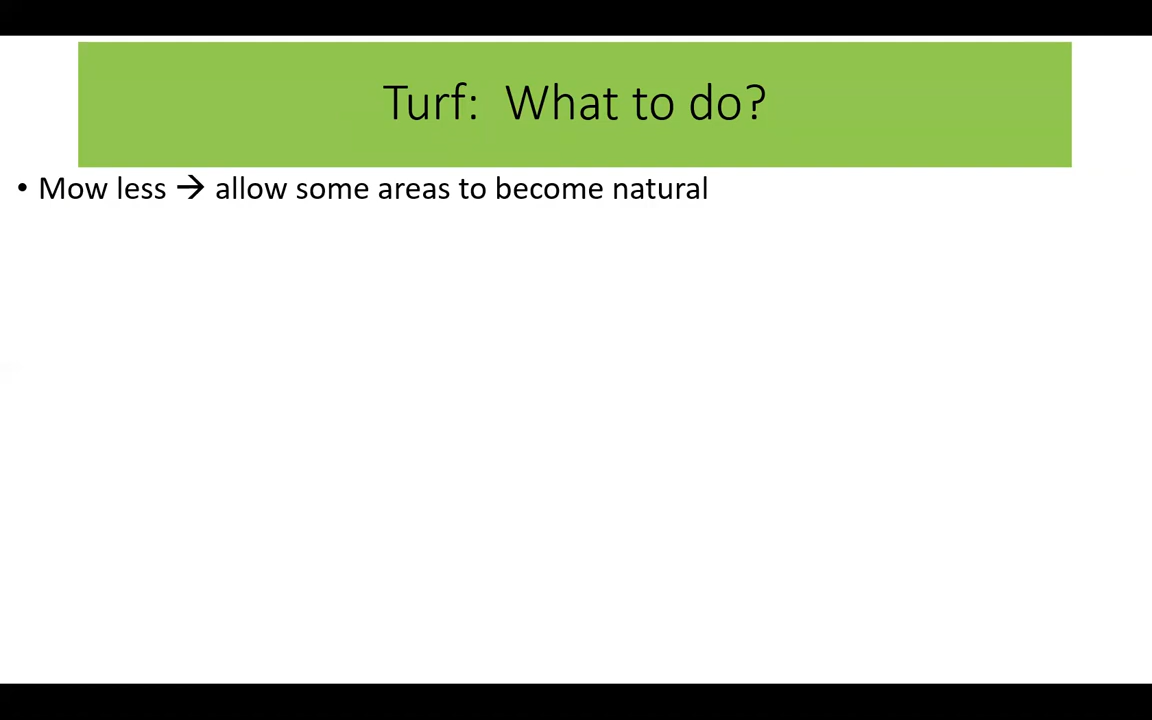 Turf:  What to do?
• Mow less → allow some areas to become natural